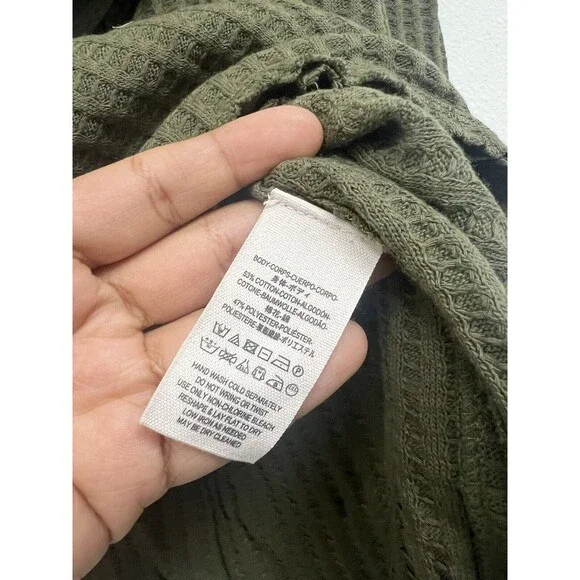 BODY-CORPS-CUERPO-CORPO-
身体-ボディ
53% COTTON-COTON-ALGODÓN-
COTONE-BAUMWOLLE-ALGODÃO-
棉花-綿
47% POLYESTER-POLIÉSTER-
POLIESTERE-聚酯纖維-ポリエステル
HAND WASH COLD SEPARATELY
DO NOT WRING OR TWIST
USE ONLY NON-CHLORINE BLEACH
RESHAPE & LAY FLAT TO DRY
LOW IRON AS NEEDED
MAY BE DRY CLEANED